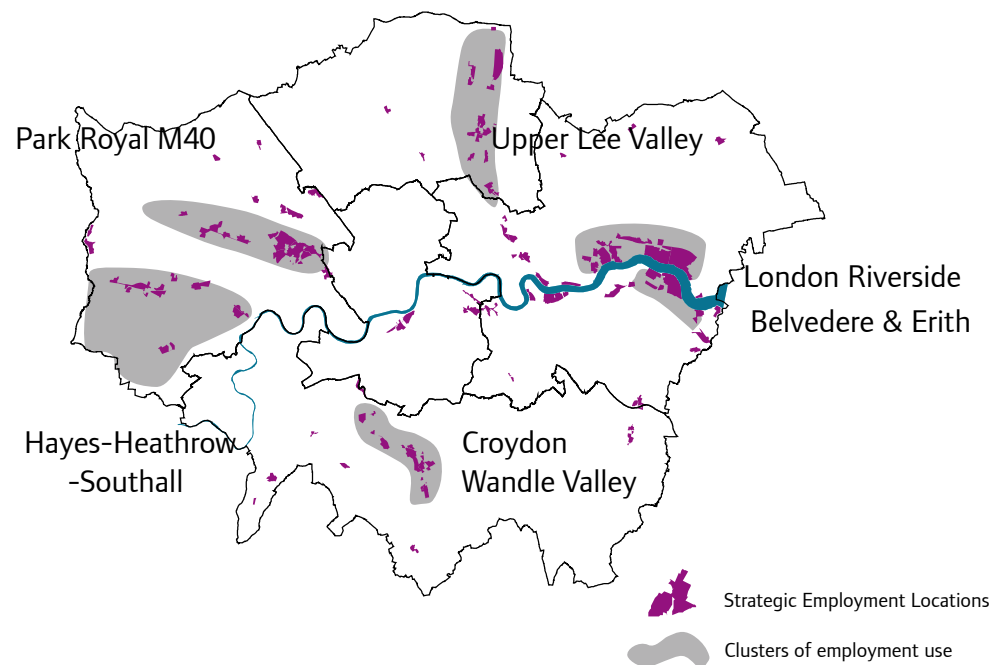 Park Royal M40
Upper Lee Valley
London Riverside
Belvedere & Erith
Hayes-Heathrow
-Southall
Croydon
Wandle Valley
Strategic Employment Locations
Clusters of employment use